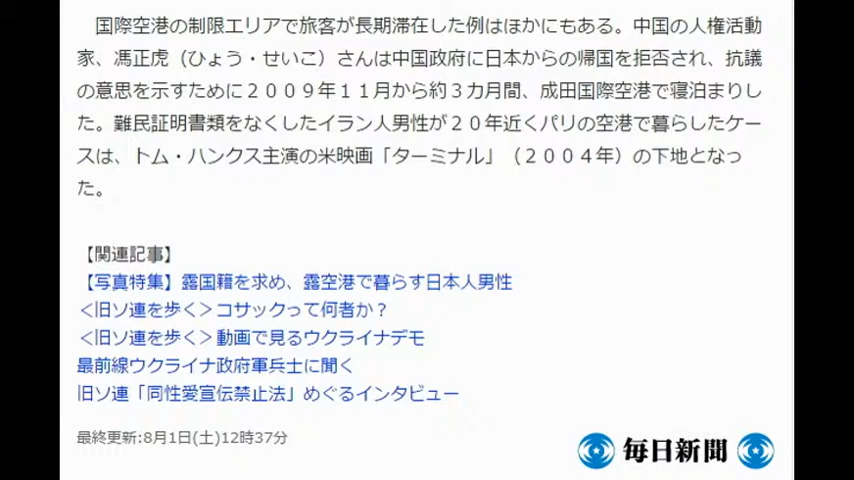 国際空港の制限エリアで旅客が長期滞在した例はほかにもある。中国の人権活動
家、馮正虎（ひょう・せいこ）さんは中国政府に日本からの帰国を拒否され、抗議
の意思を示すために２００９年１１月から約３カ月間、成田国際空港で寝泊まりし
た。難民証明書類をなくしたイラン人男性が２０年近くパリの空港で暮らしたケー
スは、トム・ハンクス主演の米映画「ターミナル」（２００４年）の下地となっ
た。
【関連記事】
【写真特集】露国籍を求め、露空港で暮らす日本人男性
＜旧ソ連を歩く＞コサックって何者か？
＜旧ソ連を歩く＞動画で見るウクライナデモ
最前線ウクライナ政府軍兵士に聞く
旧ソ連「同性愛宣伝禁止法」めぐるインタビュー
最終更新:8月1日(土)12時37分
毎日新聞